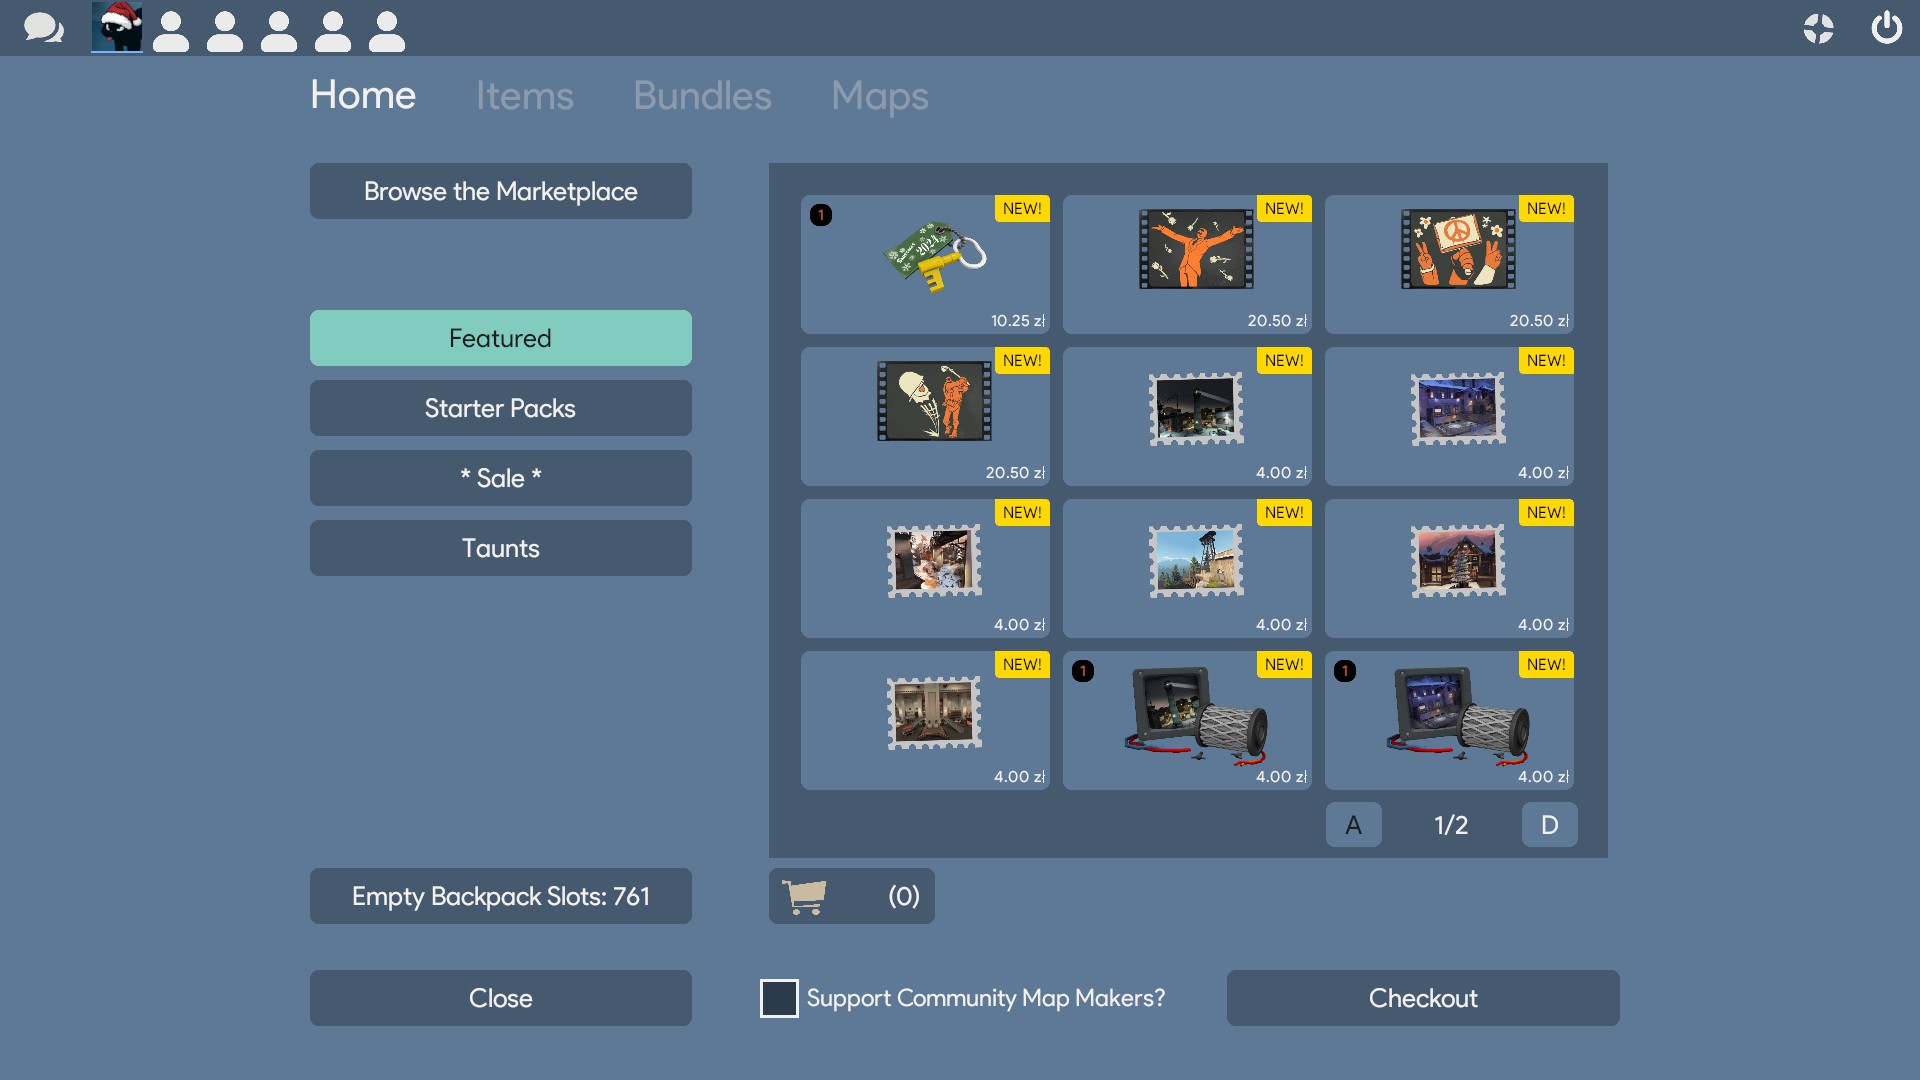 Home Items Bundles Maps
Browse the Marketplace
Featured
Starter Packs
* Sale *
Taunts
Empty Backpack Slots: 761
Close
1 NEW!
2024
10.25 zł
NEW!
20.50 zł
NEW!
20.50 zł
NEW!
20.50 zł
NEW!
4.00 zł
NEW!
4.00 zł
NEW!
4.00 zł
NEW!
4.00 zł
NEW!
4.00 zł
NEW!
4.00 zł
1 NEW!
4.00 zł
1 NEW!
4.00 zł
A 1/2 D
(0)
Support Community Map Makers?
Checkout